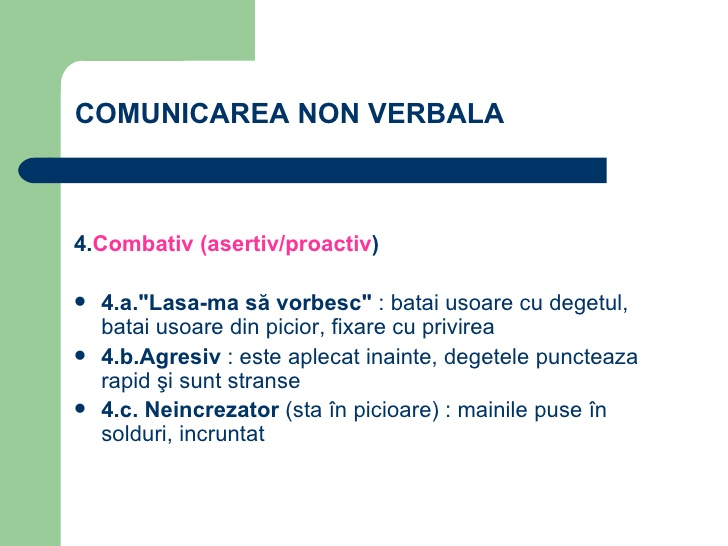 COMUNICAREA NON VERBALA
4.Combativ (asertiv/proactiv)
4.a."Lasa-ma să vorbesc" : batai usoare cu degetul,
batai usoare din picior, fixare cu privirea
4.b.Agresiv : este aplecat inainte, degetele puncteaza
rapid şi sunt stranse
4.c. Neincrezator (sta în picioare) : mainile puse în
solduri, incruntat